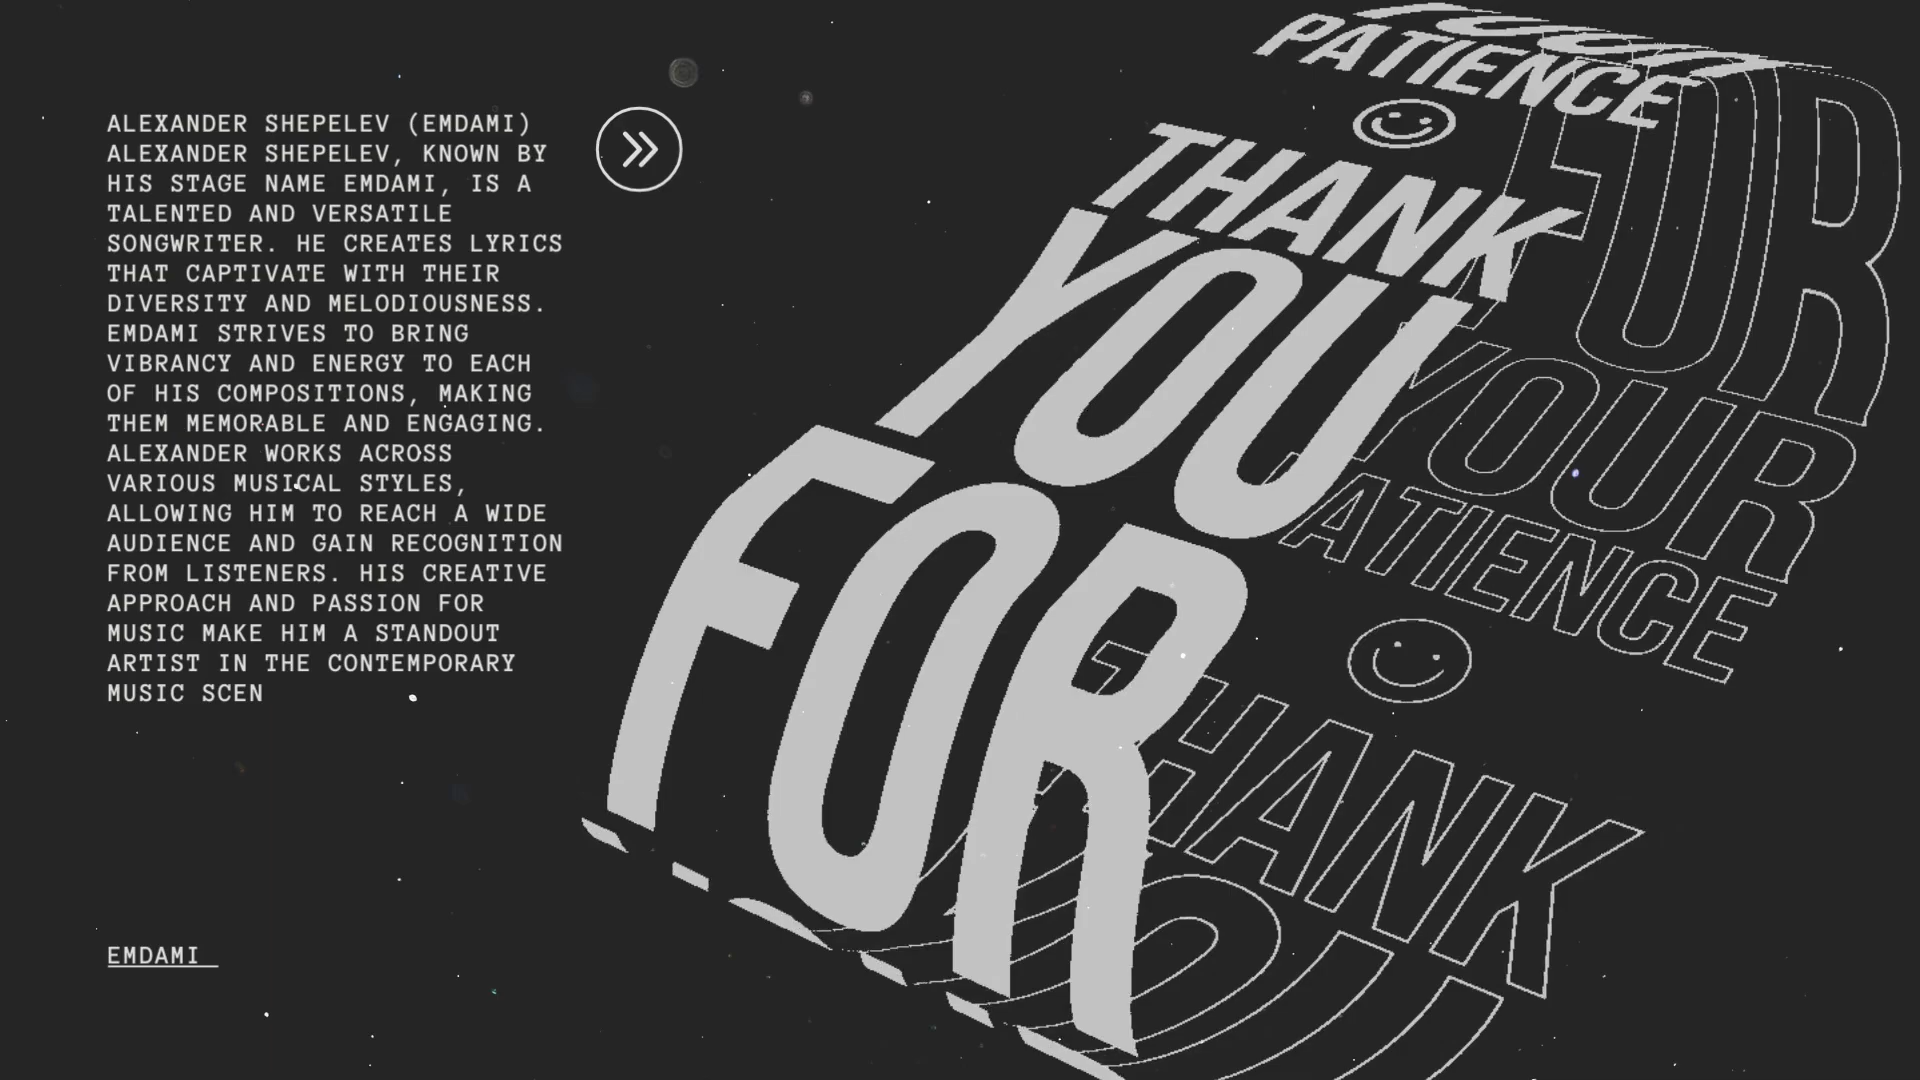 ALEXANDER SHEPELEV (EMDAMI)
ALEXANDER SHEPELEV, KNOWN BY
HIS STAGE NAME EMDAMI, IS A
TALENTED AND VERSATILE
SONGWRITER. HE CREATES LYRICS
THAT CAPTIVATE WITH THEIR
DIVERSITY AND MELODIOUSNESS.
EMDAMI STRIVES TO BRING
VIBRANCY AND ENERGY TO EACH
OF HIS COMPOSITIONS, MAKING
THEM MEMORABLE AND ENGAGING.
ALEXANDER WORKS ACROSS
VARIOUS MUSICAL STYLES,
ALLOWING HIM TO REACH A WIDE
AUDIENCE AND GAIN RECOGNITION
FROM LISTENERS. HIS CREATIVE
APPROACH AND PASSION FOR
MUSIC MAKE HIM A STANDOUT
ARTIST IN THE CONTEMPORARY
MUSIC SCEN
EMDAMI
YOUR
PATIENCE
THANK
YOU
FOR
FOR
YOUR
PATIENCE
THANK
YOU